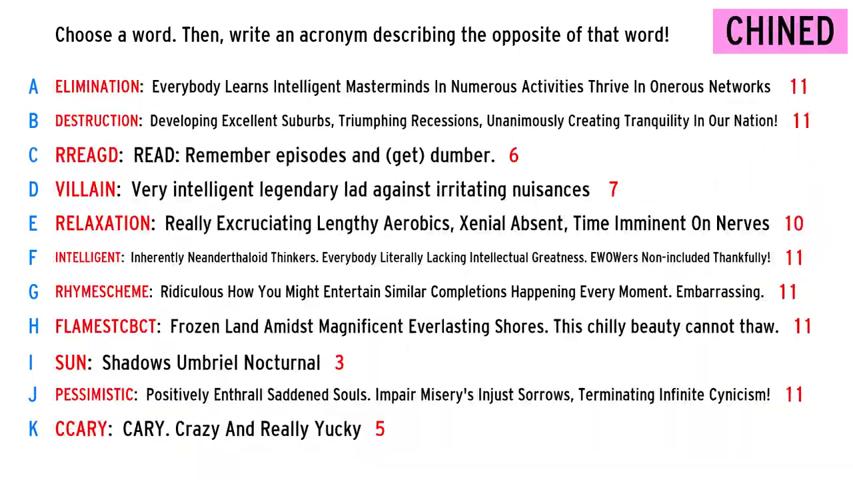 Choose a word. Then, write an acronym describing the opposite of that word!
CHINED
A ELIMINATION: Everybody Learns Intelligent Masterminds In Numerous Activities Thrive In Onerous Networks 11
B DESTRUCTION: Developing Excellent Suburbs, Triumphing Recessions, Unanimously Creating Tranquility In Our Nation! 11
C RREAGD: READ: Remember episodes and (get) dumber. 6
D VILLAIN: Very intelligent legendary lad against irritating nuisances 7
E RELAXATION: Really Excruciating Lengthy Aerobics, Xenial Absent, Time Imminent On Nerves 10
F INTELLIGENT: Inherently Neanderthaloid Thinkers. Everybody Literally Lacking Intellectual Greatness. EWOWers Non-included Thankfully! 11
G RHYMESCHEME: Ridiculous How You Might Entertain Similar Completions Happening Every Moment. Embarrassing. 11
H FLAMESTCBCT: Frozen Land Amidst Magnificent Everlasting Shores. This chilly beauty cannot thaw. 11
I SUN: Shadows Umbriel Nocturnal 3
J PESSIMISTIC: Positively Enthrall Saddened Souls. Impair Misery's Injust Sorrows, Terminating Infinite Cynicism! 11
K CCARY: CARY. Crazy And Really Yucky 5